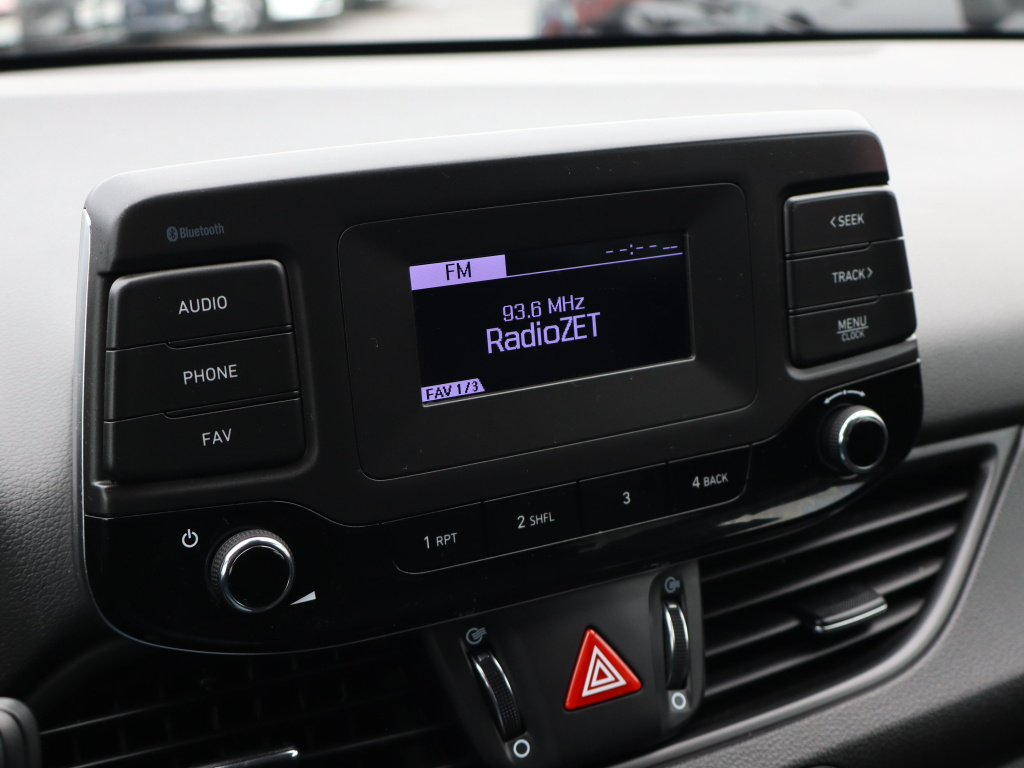 Bluetooth
AUDIO
PHONE
FAV
FM --:-- --
93.6 MHz
RadioZET
FAV 1/3
<SEEK
TRACK>
MENU
CLOCK
1 RPT
2 SHFL
3
4 BACK